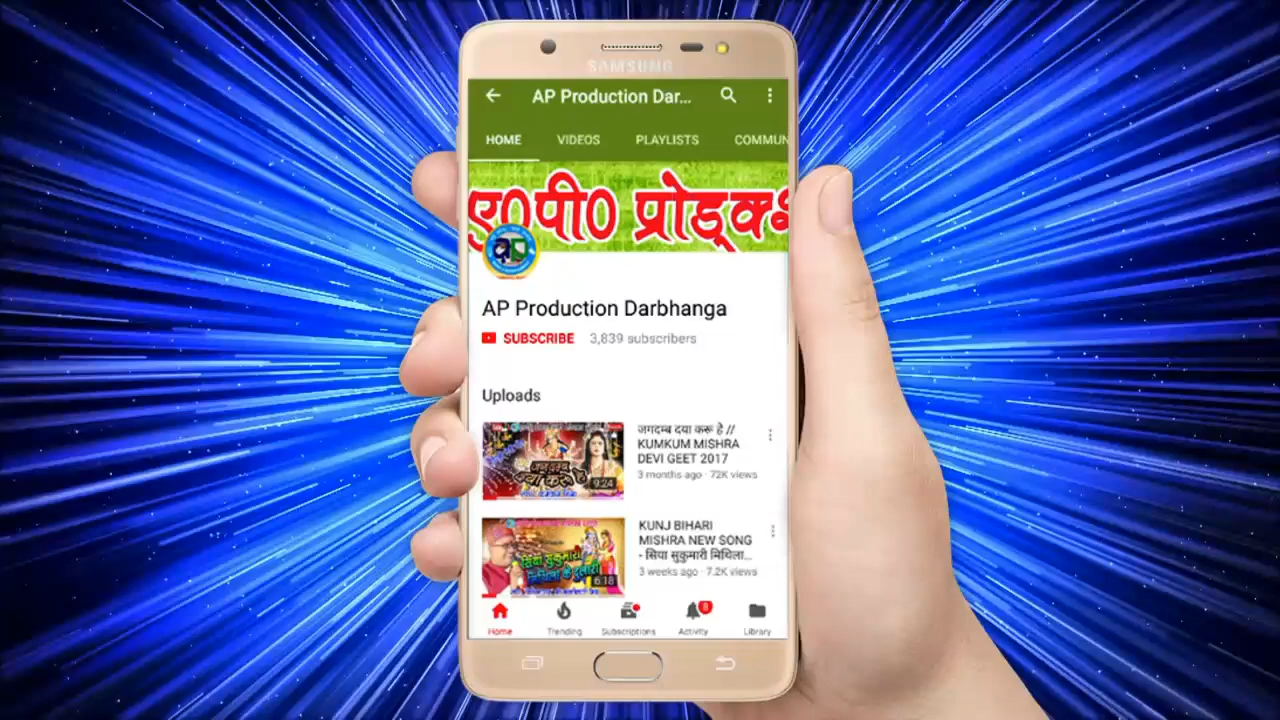 SAMSUNG
AP Production Dar...
HOME VIDEOS PLAYLISTS COMMUN
ए०पी० प्रोड्क्श
AP
AP Production Darbhanga
SUBSCRIBE 3,839 subscribers
Uploads
जगदम्ब दया करू हे //
KUMKUM MISHRA
DEVI GEET 2017
3 months ago · 72K views
9:24
KUNJ BIHARI
MISHRA NEW SONG
- सिया सुकुमारी मिथिला...
3 weeks ago · 7.2K views
सिया सुकुमारी
मिथिला के दुलारी
6:18
8
Home Trending Subscriptions Activity Library